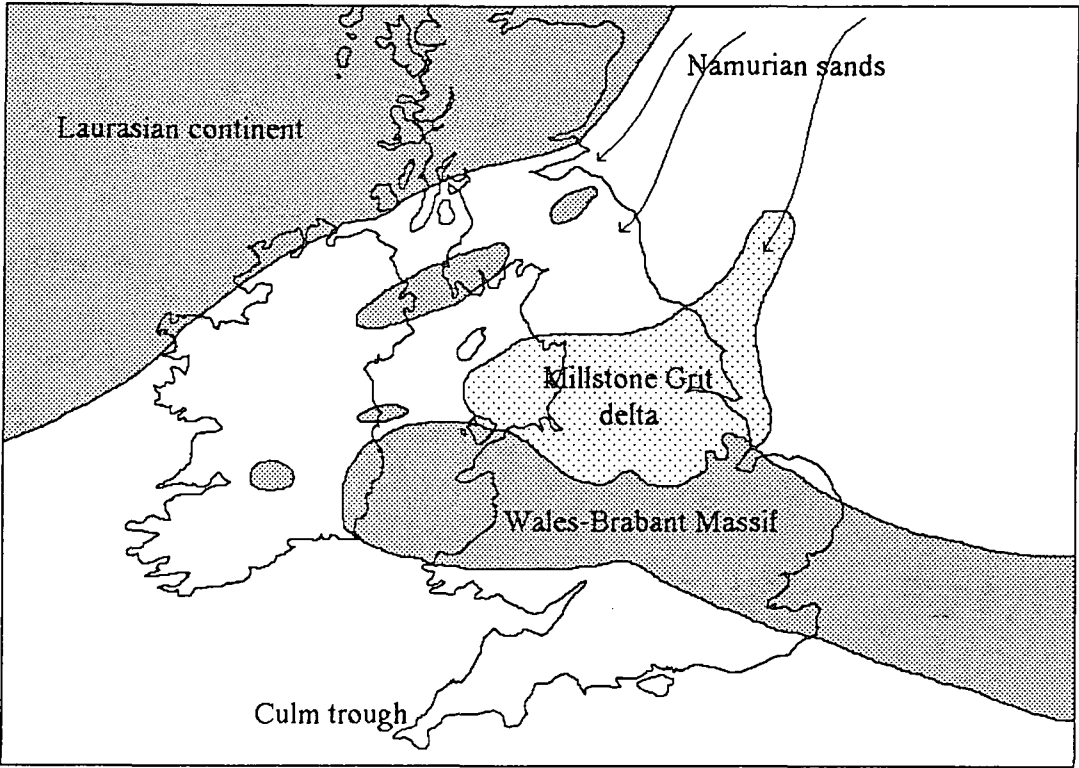 Namurian sands
Laurasian continent
Millstone Grit
delta
Wales-Brabant Massif
Culm trough